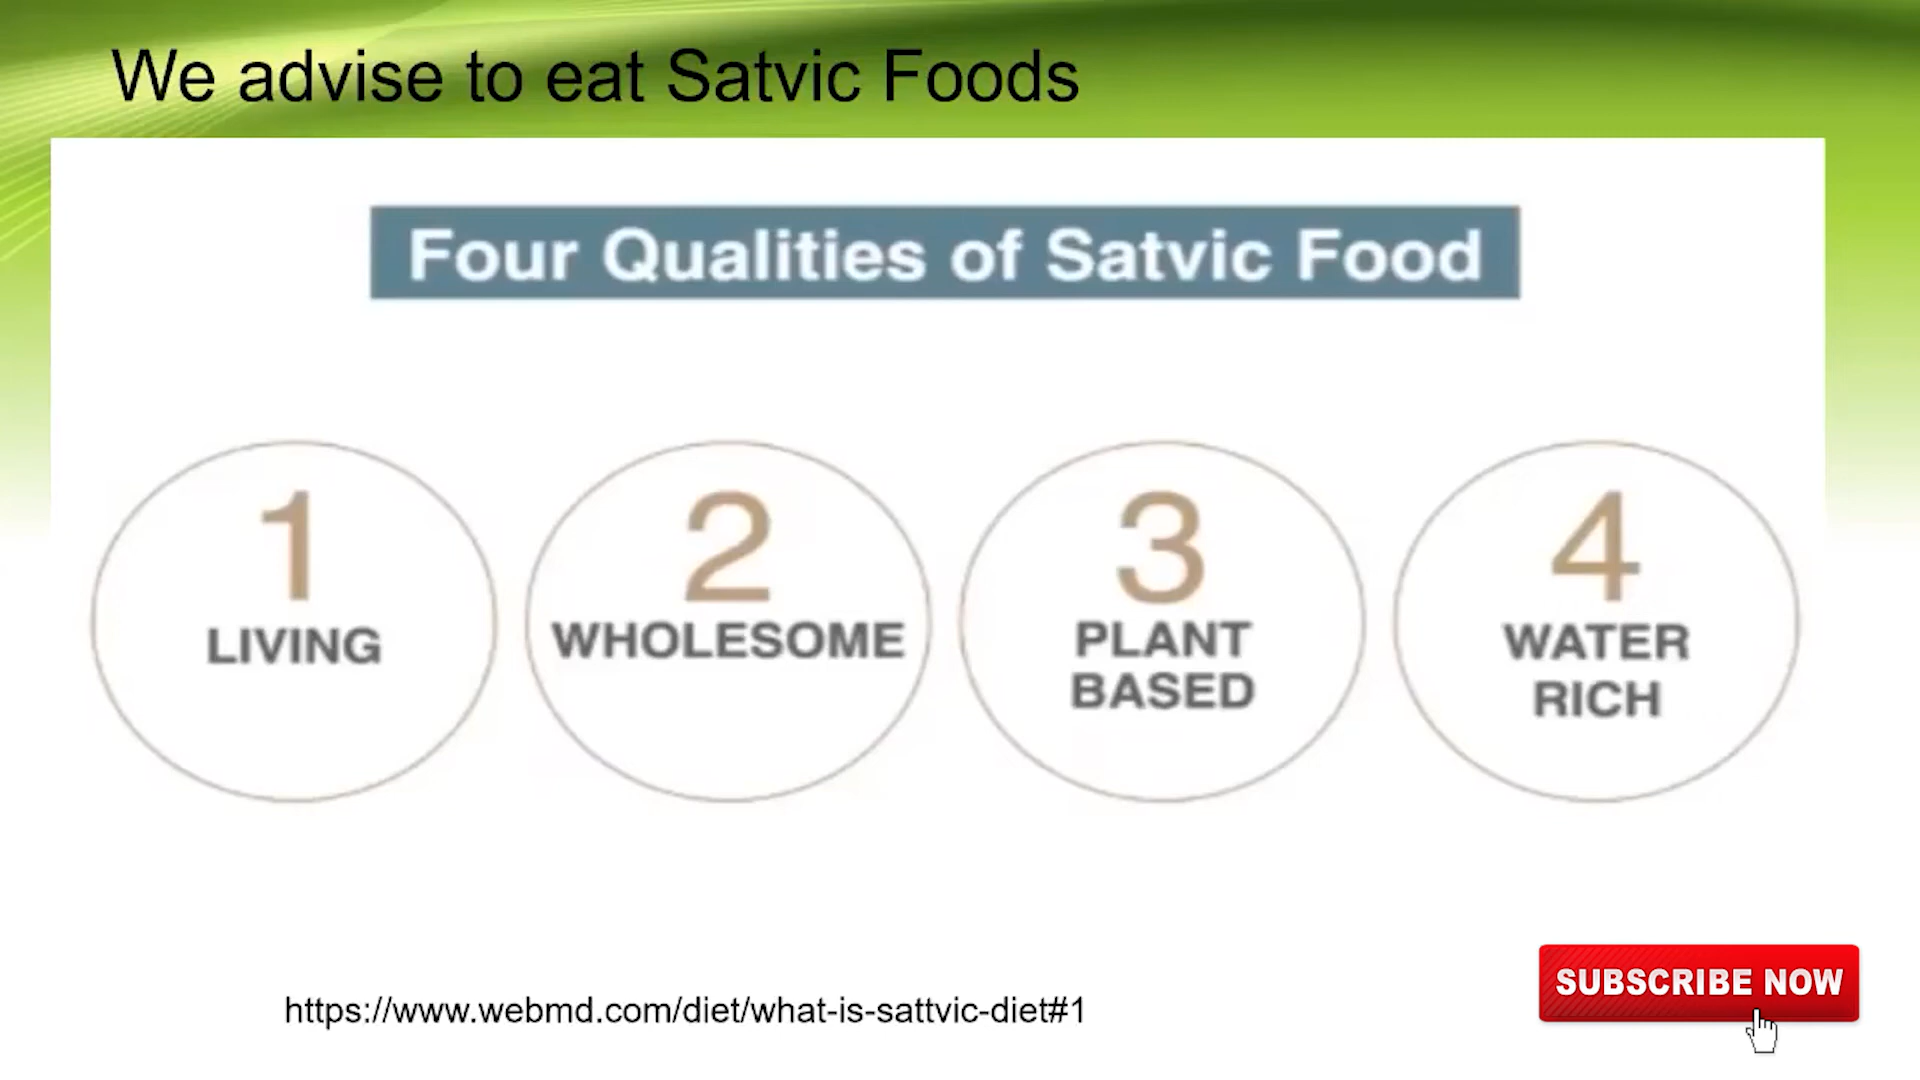 We advise to eat Satvic Foods
Four Qualities of Satvic Food
1
LIVING
2
WHOLESOME
3
PLANT
BASED
4
WATER
RICH
https://www.webmd.com/diet/what-is-sattvic-diet#1
SUBSCRIBE NOW